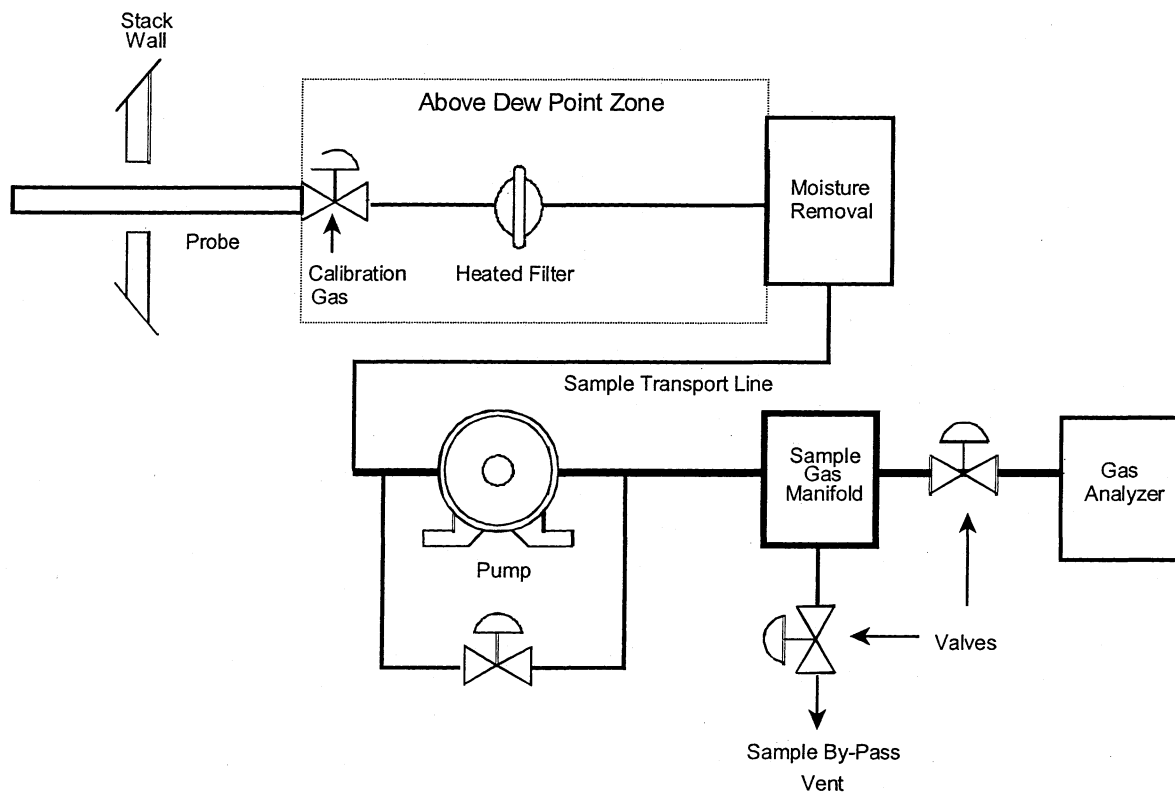 Stack
Wall
Above Dew Point Zone
Moisture
Removal
Probe
Calibration
Gas
Heated Filter
Sample Transport Line
Sample
Gas
Manifold
Gas
Analyzer
Pump
Valves
Sample By-Pass
Vent